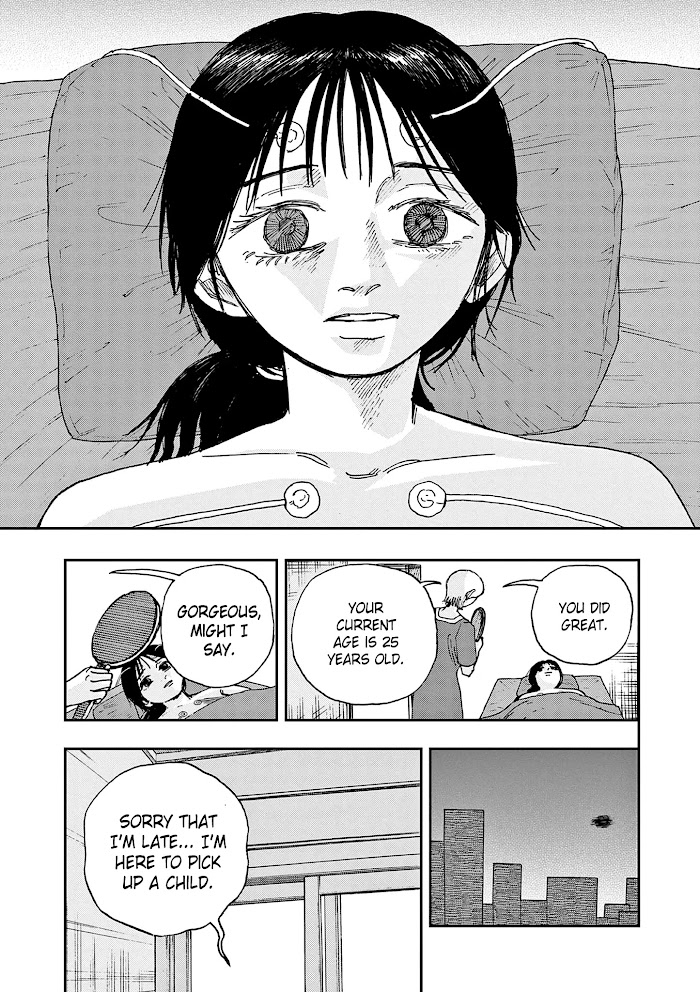 YOU DID
GREAT.
YOUR
CURRENT
AGE IS 25
YEARS OLD.
GORGEOUS,
MIGHT I
SAY.
SORRY THAT
I'M LATE... I'M
HERE TO PICK
UP A CHILD.